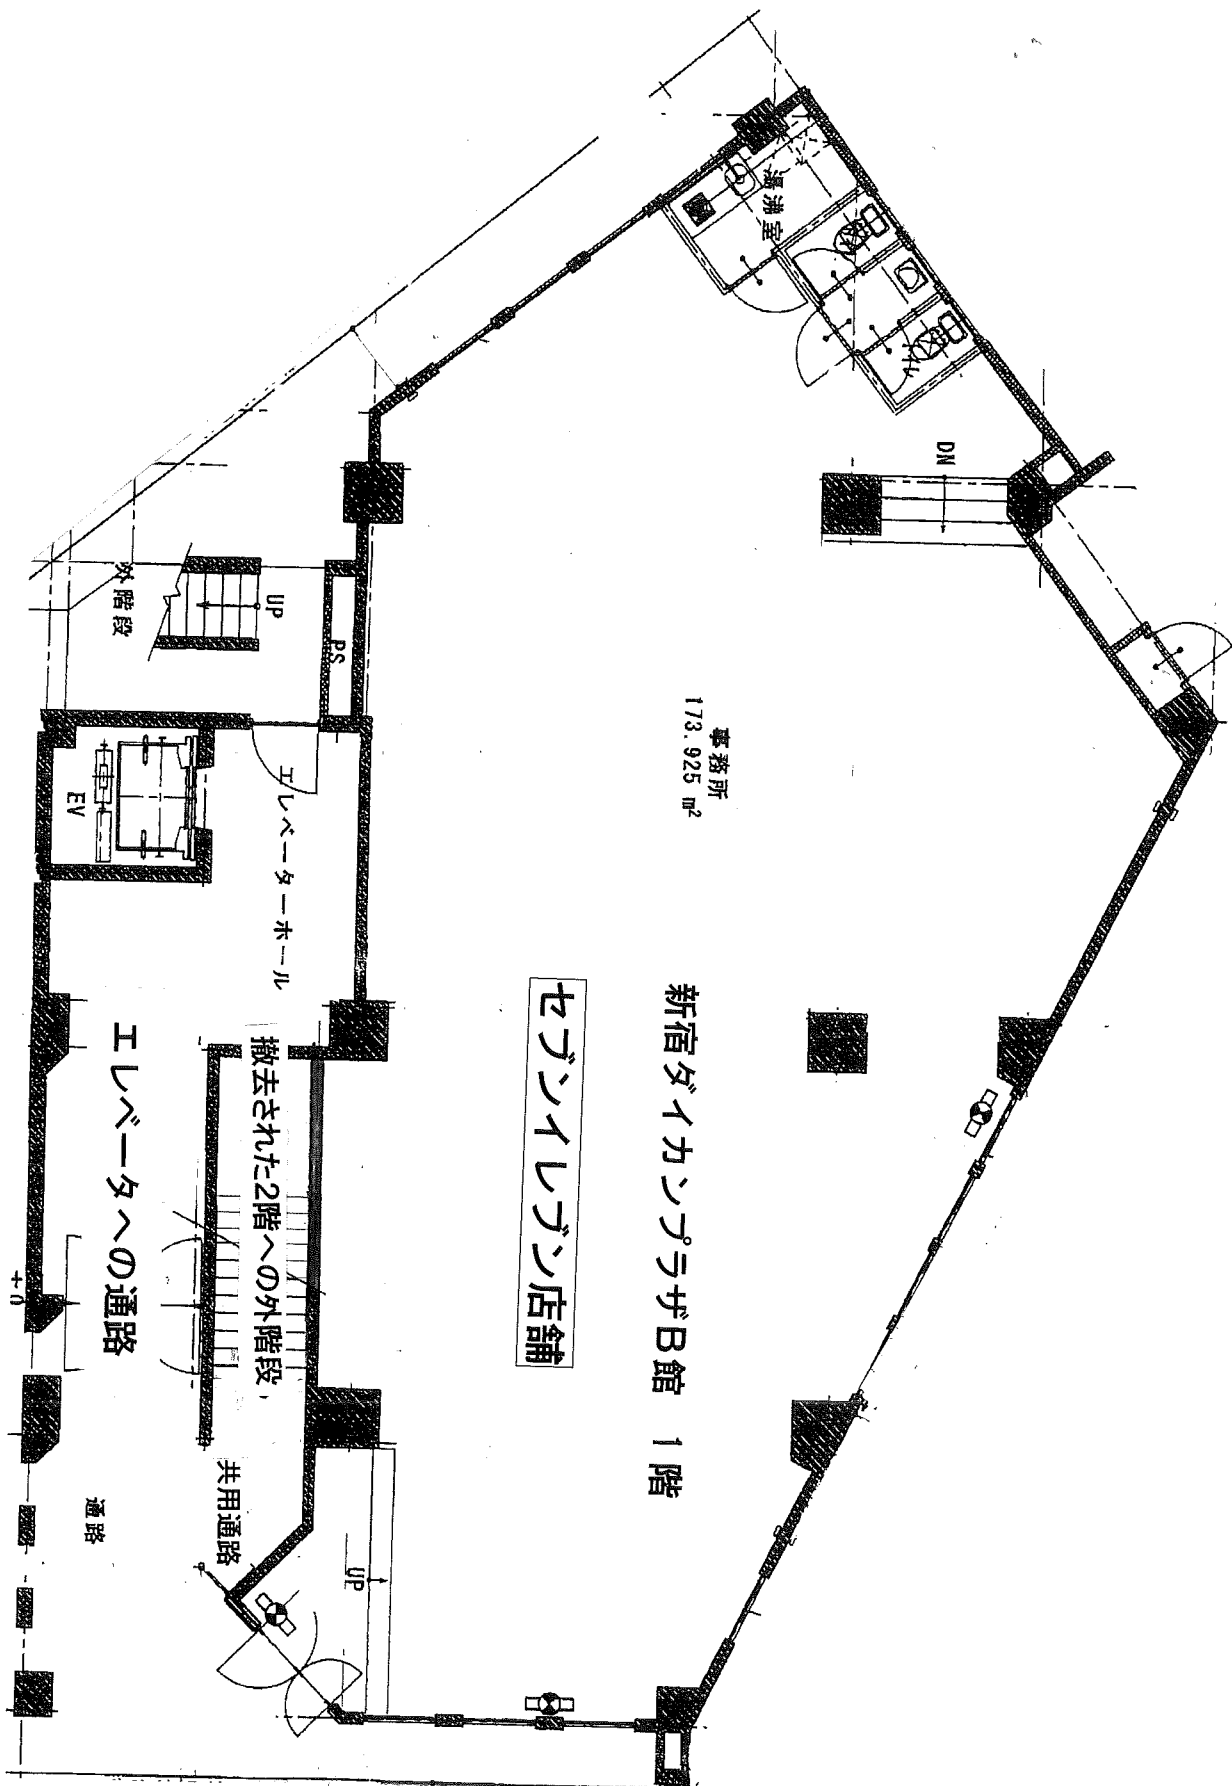 新宿ダイカンプラザB館 1階
セブンイレブン店舗
事務所
173.925 m²
湯沸室
DN
UP
外階段
PS
EV
エレベーターホール
撤去された2階への外階段
エレベータへの通路
共用通路
通路
UP